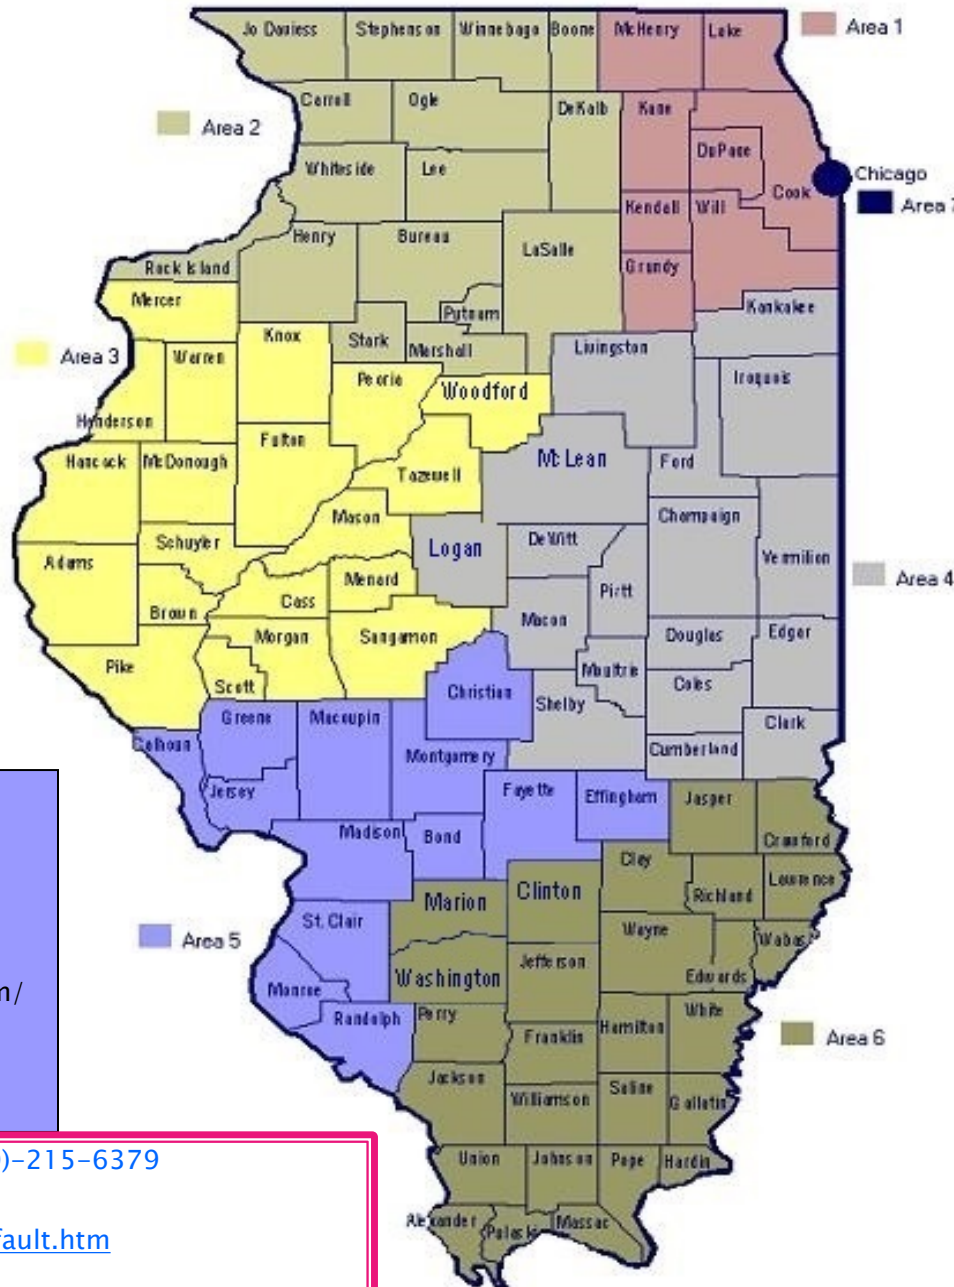 Jo Daviess Stephenson Winnebago Boone McHenry Lake Area 1
Carroll Ogle DeKalb Kane
Area 2 DuPage
Whiteside Lee Cook Chicago
Kendall Will Area 7
Henry Bureau LaSalle
Rock Island Grundy
Mercer Putnam Kankakee
Knox Stark Marshall Livingston
Area 3 Warren Peoria Woodford Iroquois
Henderson Fulton
Hancock McDonough Tazewell McLean Ford
Mason Champaign
Schuyler Logan DeWitt
Adams Menard Piatt Vermilion Area 4
Brown Cass Macon
Morgan Sangamon Douglas Edgar
Pike Scott Christian Moultrie Coles
Shelby
Greene Macoupin Clark
Calhoun Montgomery Cumberland
Jersey Fayette Effingham Jasper
Madison Bond Crawford
Clay Lawrence
Marion Clinton Richland
St. Clair Wayne
Area 5 Jefferson Wabas
Washington Edwards
Monroe
m/
Randolph Perry Hamilton White
Franklin Area 6
Jackson Saline
Williamson Gallatin
)-215-6379 Union Johnson Pope Hardin
Alexander Pulaski Massac
fault.htm